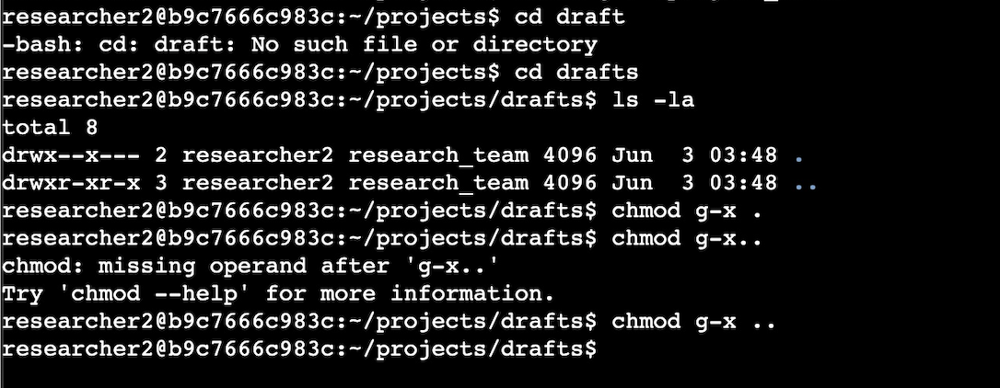 researcher2@b9c7666c983c:~/projects$ cd draft
-bash: cd: draft: No such file or directory
researcher2@b9c7666c983c:~/projects$ cd drafts
researcher2@b9c7666c983c:~/projects/drafts$ ls -la
total 8
drwx--x--- 2 researcher2 research_team 4096 Jun  3 03:48 .
drwxr-xr-x 3 researcher2 research_team 4096 Jun  3 03:48 ..
researcher2@b9c7666c983c:~/projects/drafts$ chmod g-x .
researcher2@b9c7666c983c:~/projects/drafts$ chmod g-x..
chmod: missing operand after 'g-x..'
Try 'chmod --help' for more information.
researcher2@b9c7666c983c:~/projects/drafts$ chmod g-x ..
researcher2@b9c7666c983c:~/projects/drafts$